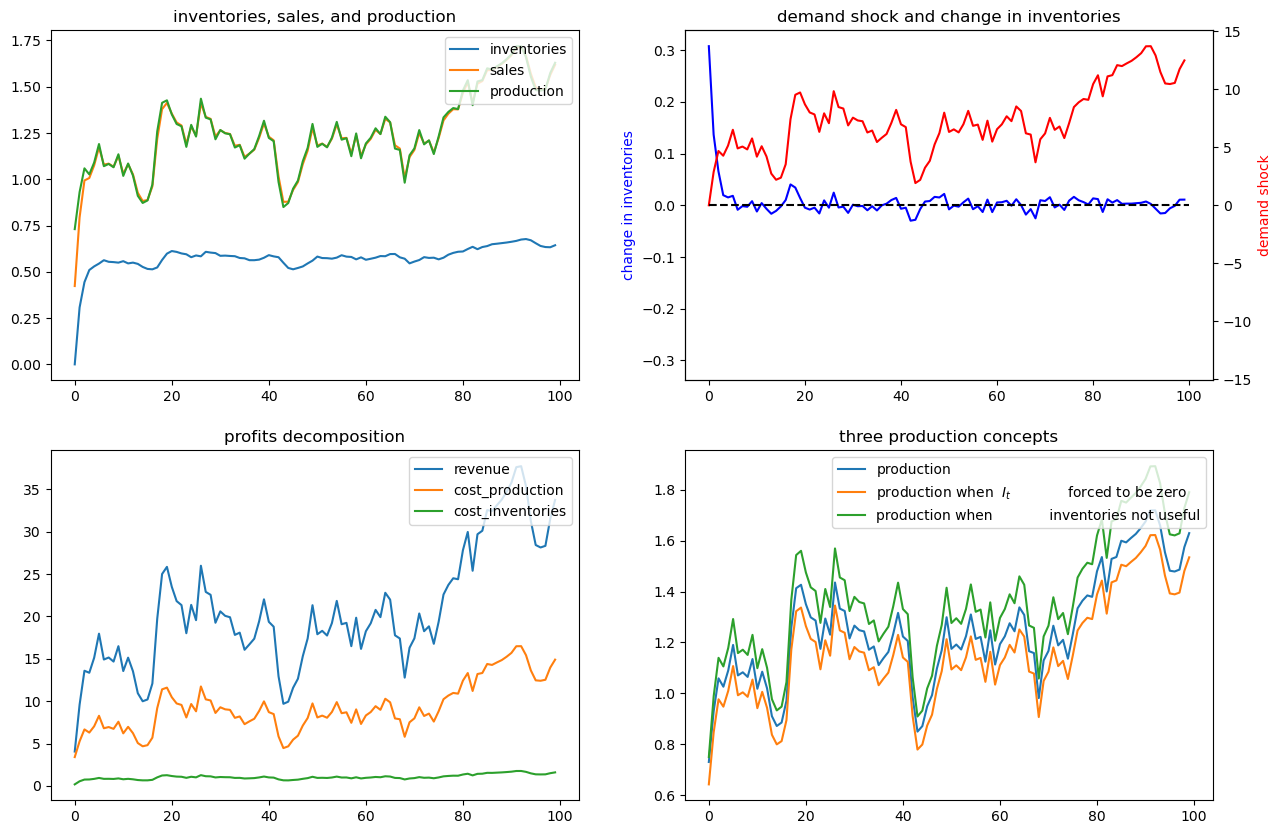 inventories, sales, and production
1.75
1.50
1.25
1.00
0.75
0.50
0.25
0.00
0 20 40 60 80 100
inventories
sales
production
demand shock and change in inventories
change in inventories
0.3
0.2
0.1
0.0
−0.1
−0.2
−0.3
0 20 40 60 80 100
15
10
5
0
−5
−10
−15
demand shock
profits decomposition
35
30
25
20
15
10
5
0
0 20 40 60 80 100
revenue
cost_production
cost_inventories
three production concepts
1.8
1.6
1.4
1.2
1.0
0.8
0.6
0 20 40 60 80 100
production
production when I_t forced to be zero
production when inventories not useful